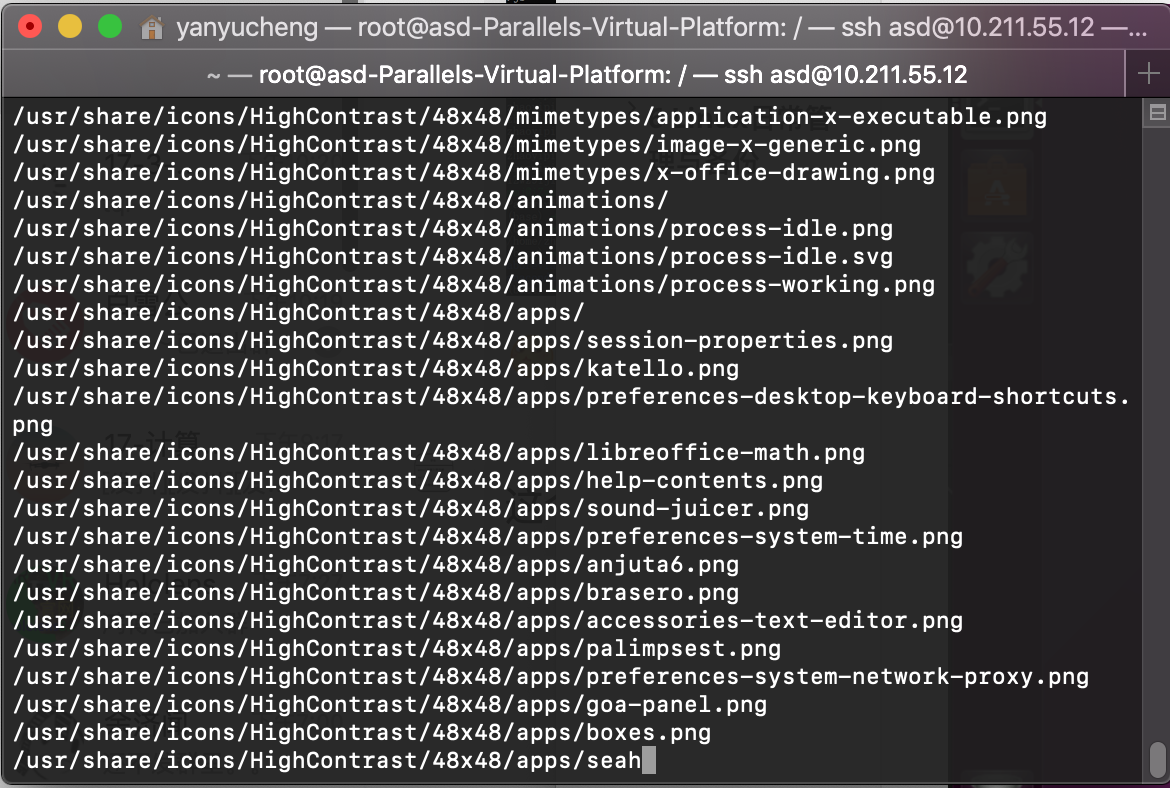 yanyucheng — root@asd-Parallels-Virtual-Platform: / — ssh asd@10.211.55.12 —...
~ — root@asd-Parallels-Virtual-Platform: / — ssh asd@10.211.55.12
/usr/share/icons/HighContrast/48x48/mimetypes/application-x-executable.png
/usr/share/icons/HighContrast/48x48/mimetypes/image-x-generic.png
/usr/share/icons/HighContrast/48x48/mimetypes/x-office-drawing.png
/usr/share/icons/HighContrast/48x48/animations/
/usr/share/icons/HighContrast/48x48/animations/process-idle.png
/usr/share/icons/HighContrast/48x48/animations/process-idle.svg
/usr/share/icons/HighContrast/48x48/animations/process-working.png
/usr/share/icons/HighContrast/48x48/apps/
/usr/share/icons/HighContrast/48x48/apps/session-properties.png
/usr/share/icons/HighContrast/48x48/apps/katello.png
/usr/share/icons/HighContrast/48x48/apps/preferences-desktop-keyboard-shortcuts.
png
/usr/share/icons/HighContrast/48x48/apps/libreoffice-math.png
/usr/share/icons/HighContrast/48x48/apps/help-contents.png
/usr/share/icons/HighContrast/48x48/apps/sound-juicer.png
/usr/share/icons/HighContrast/48x48/apps/preferences-system-time.png
/usr/share/icons/HighContrast/48x48/apps/anjuta6.png
/usr/share/icons/HighContrast/48x48/apps/brasero.png
/usr/share/icons/HighContrast/48x48/apps/accessories-text-editor.png
/usr/share/icons/HighContrast/48x48/apps/palimpsest.png
/usr/share/icons/HighContrast/48x48/apps/preferences-system-network-proxy.png
/usr/share/icons/HighContrast/48x48/apps/goa-panel.png
/usr/share/icons/HighContrast/48x48/apps/boxes.png
/usr/share/icons/HighContrast/48x48/apps/seah